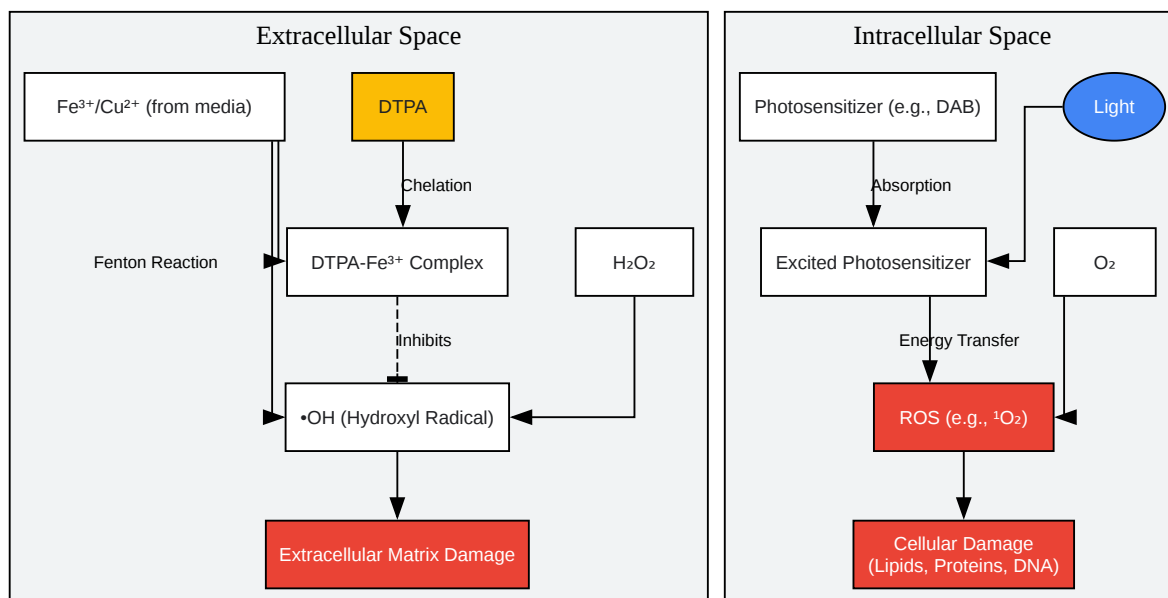 Extracellular Space
Fe³⁺/Cu²⁺ (from media)
DTPA
Chelation
Fenton Reaction
DTPA-Fe³⁺ Complex
H₂O₂
Inhibits
•OH (Hydroxyl Radical)
Extracellular Matrix Damage
Intracellular Space
Photosensitizer (e.g., DAB)
Light
Absorption
Excited Photosensitizer
O₂
Energy Transfer
ROS (e.g., ¹O₂)
Cellular Damage
(Lipids, Proteins, DNA)